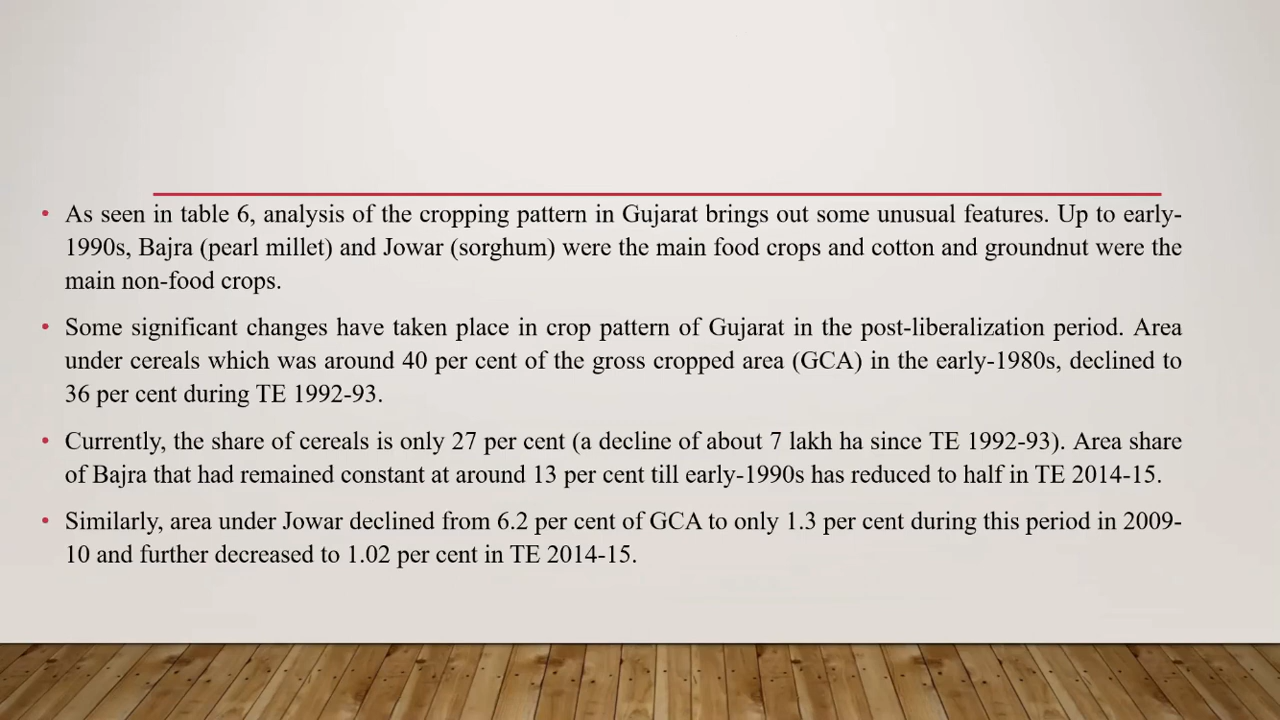 • As seen in table 6, analysis of the cropping pattern in Gujarat brings out some unusual features. Up to early-
1990s, Bajra (pearl millet) and Jowar (sorghum) were the main food crops and cotton and groundnut were the
main non-food crops.
• Some significant changes have taken place in crop pattern of Gujarat in the post-liberalization period. Area
under cereals which was around 40 per cent of the gross cropped area (GCA) in the early-1980s, declined to
36 per cent during TE 1992-93.
• Currently, the share of cereals is only 27 per cent (a decline of about 7 lakh ha since TE 1992-93). Area share
of Bajra that had remained constant at around 13 per cent till early-1990s has reduced to half in TE 2014-15.
• Similarly, area under Jowar declined from 6.2 per cent of GCA to only 1.3 per cent during this period in 2009-
10 and further decreased to 1.02 per cent in TE 2014-15.